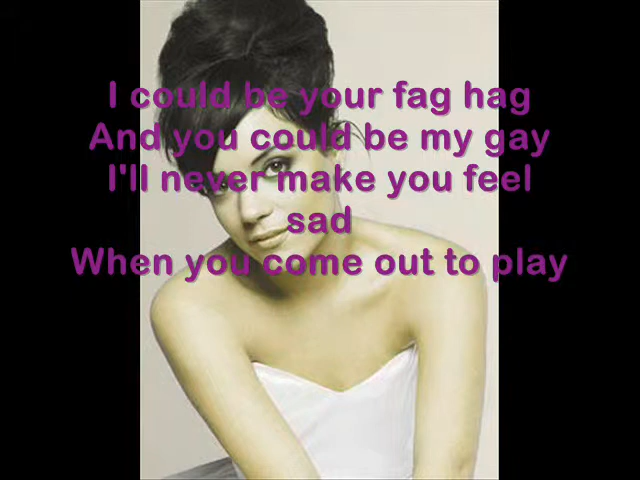 I could be your fag hag
And you could be my gay
I'll never make you feel
sad
When you come out to play